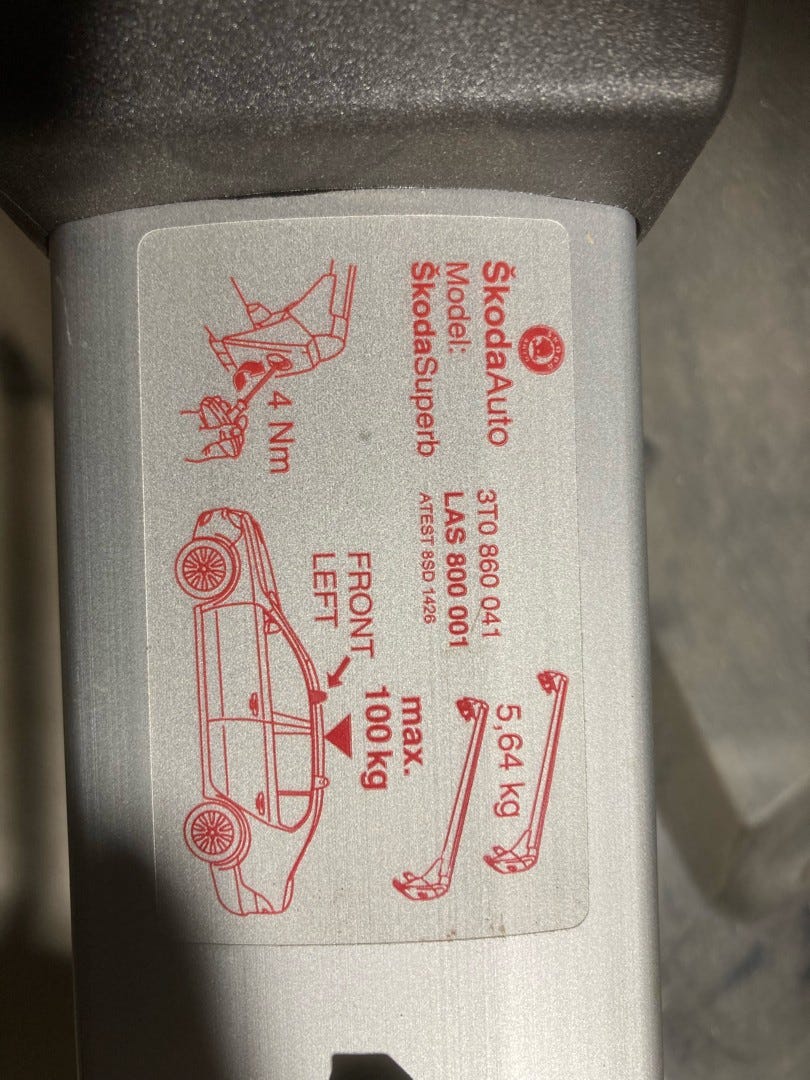 ŠkodaAuto
Model:
ŠkodaSuperb
3T0 860 041
LAS 800 001
ATEST 8SD 1426
5,64 kg
4 Nm
FRONT
LEFT
max.
100 kg